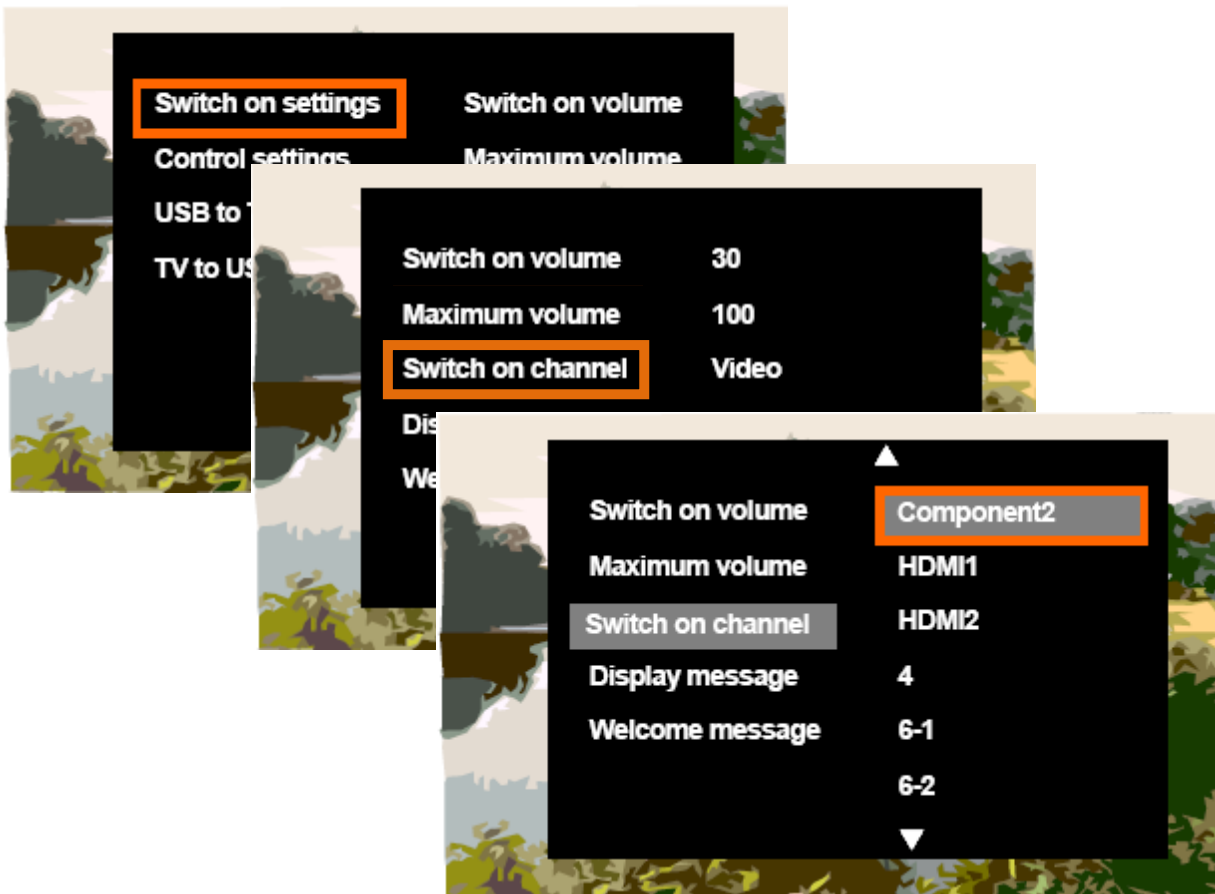 Switch on settings Switch on volume
Control settings Maximum volume
USB to
TV to
Switch on volume 30
Maximum volume 100
Switch on channel Video
Switch on volume Component2
Maximum volume HDMI1
Switch on channel HDMI2
Display message 4
Welcome message 6-1
6-2